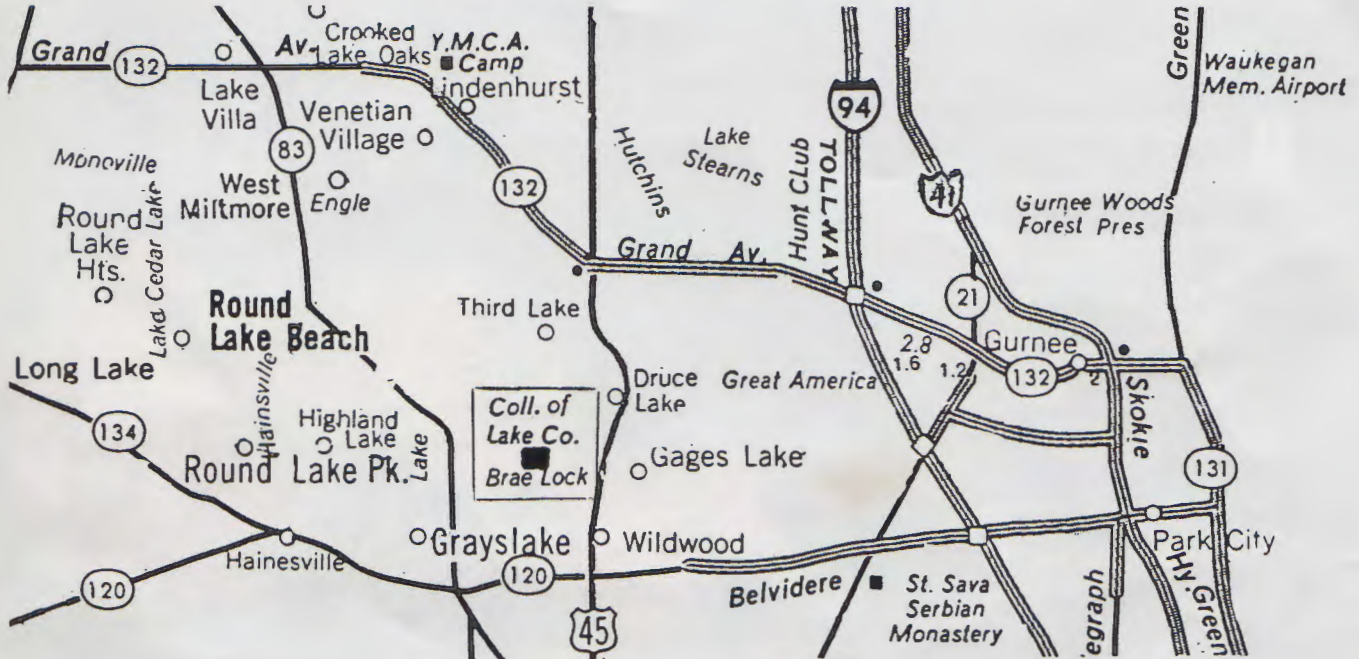 Grand
132
Av.
Crooked
Lake Oaks
Y.M.C.A.
Camp
Lindenhurst
Lake
Villa
Venetian
Village
83
Monoville
West
Miltmore
Engle
132
Hutchins
Lake
Stearns
Hunt Club
TOLLWAY
94
41
Green
Waukegan
Mem. Airport
Gurnee Woods
Forest Pres
Round
Lake
Hts.
Cedar Lake
Round
Lake Beach
Third Lake
Grand Av.
21
Gurnee
2.8
1.6
1.2
132
2
Skokie
Long Lake
134
Hainsville
Highland
Lake
Round Lake Pk.
Lake
Coll. of
Lake Co.
Brae Lock
Druce
Lake
Great America
Gages Lake
131
Hainesville
Grayslake
Wildwood
120
120
45
Belvidere
St. Sava
Serbian
Monastery
Park City
egraph
Hy.
Green